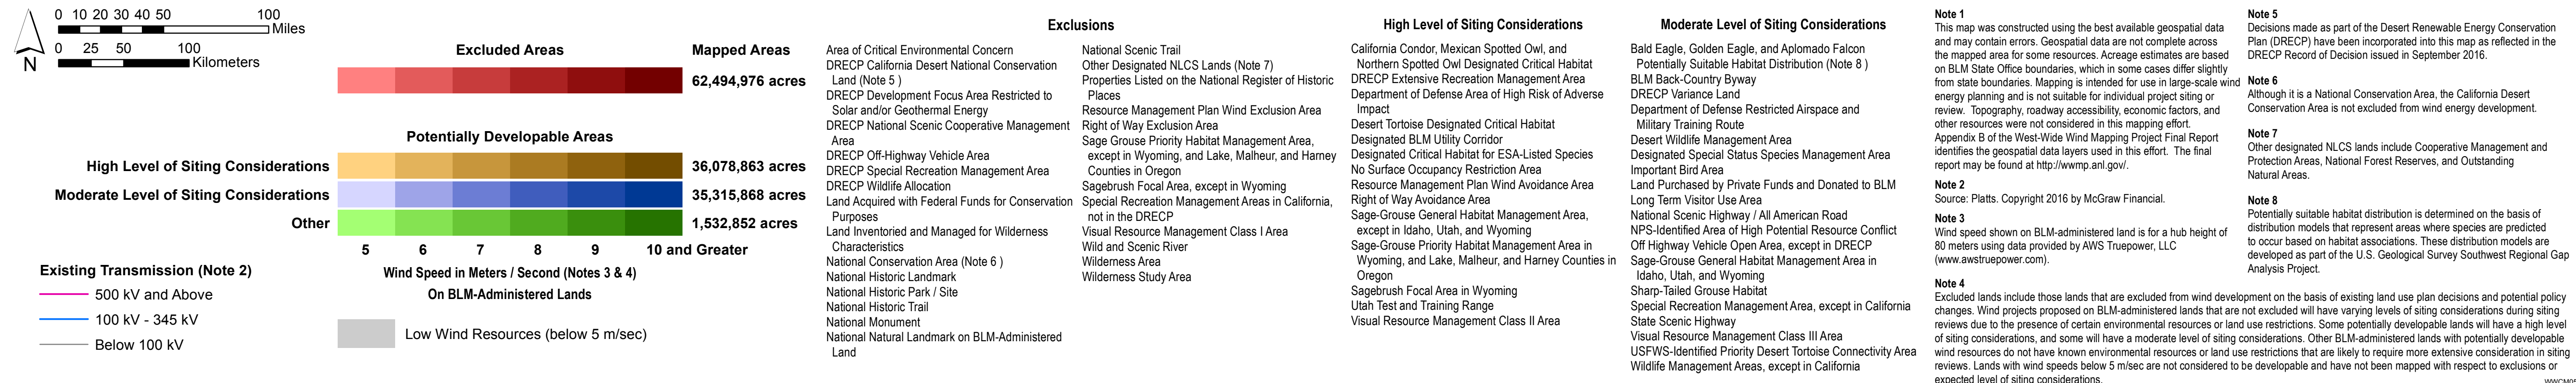 0 10 20 30 40 50 100
Miles
0 25 50 100
Kilometers
N
Existing Transmission (Note 2)
500 kV and Above
100 kV - 345 kV
Below 100 kV
Excluded Areas
Mapped Areas
62,494,976 acres
Potentially Developable Areas
High Level of Siting Considerations
36,078,863 acres
Moderate Level of Siting Considerations
35,315,868 acres
Other
1,532,852 acres
5 6 7 8 9 10 and Greater
Wind Speed in Meters / Second (Notes 3 & 4)
On BLM-Administered Lands
Low Wind Resources (below 5 m/sec)
Exclusions
Area of Critical Environmental Concern
DRECP California Desert National Conservation
Land (Note 5 )
DRECP Development Focus Area Restricted to
Solar and/or Geothermal Energy
DRECP National Scenic Cooperative Management
Area
DRECP Off-Highway Vehicle Area
DRECP Special Recreation Management Area
DRECP Wildlife Allocation
Land Acquired with Federal Funds for Conservation
Purposes
Land Inventoried and Managed for Wilderness
Characteristics
National Conservation Area (Note 6 )
National Historic Landmark
National Historic Park / Site
National Historic Trail
National Monument
National Natural Landmark on BLM-Administered
Land
National Scenic Trail
Other Designated NLCS Lands (Note 7)
Properties Listed on the National Register of Historic
Places
Resource Management Plan Wind Exclusion Area
Right of Way Exclusion Area
Sage Grouse Priority Habitat Management Area,
except in Wyoming, and Lake, Malheur, and Harney
Counties in Oregon
Sagebrush Focal Area, except in Wyoming
Special Recreation Management Areas in California,
not in the DRECP
Visual Resource Management Class I Area
Wild and Scenic River
Wilderness Area
Wilderness Study Area
High Level of Siting Considerations
California Condor, Mexican Spotted Owl, and
Northern Spotted Owl Designated Critical Habitat
DRECP Extensive Recreation Management Area
Department of Defense Area of High Risk of Adverse
Impact
Desert Tortoise Designated Critical Habitat
Designated BLM Utility Corridor
Designated Critical Habitat for ESA-Listed Species
No Surface Occupancy Restriction Area
Resource Management Plan Wind Avoidance Area
Right of Way Avoidance Area
Sage-Grouse General Habitat Management Area,
except in Idaho, Utah, and Wyoming
Sage-Grouse Priority Habitat Management Area in
Wyoming, and Lake, Malheur, and Harney Counties in
Oregon
Sagebrush Focal Area in Wyoming
Utah Test and Training Range
Visual Resource Management Class II Area
Moderate Level of Siting Considerations
Bald Eagle, Golden Eagle, and Aplomado Falcon
Potentially Suitable Habitat Distribution (Note 8 )
BLM Back-Country Byway
DRECP Variance Land
Department of Defense Restricted Airspace and
Military Training Route
Desert Wildlife Management Area
Designated Special Status Species Management Area
Important Bird Area
Land Purchased by Private Funds and Donated to BLM
Long Term Visitor Use Area
National Scenic Highway / All American Road
NPS-Identified Area of High Potential Resource Conflict
Off Highway Vehicle Open Area, except in DRECP
Sage-Grouse General Habitat Management Area in
Idaho, Utah, and Wyoming
Sharp-Tailed Grouse Habitat
Special Recreation Management Area, except in California
State Scenic Highway
Visual Resource Management Class III Area
USFWS-Identified Priority Desert Tortoise Connectivity Area
Wildlife Management Areas, except in California
Note 1
This map was constructed using the best available geospatial data
and may contain errors. Geospatial data are not complete across
the mapped area for some resources. Acreage estimates are based
on BLM State Office boundaries, which in some cases differ slightly
from state boundaries. Mapping is intended for use in large-scale wind
energy planning and is not suitable for individual project siting or
review. Topography, roadway accessibility, economic factors, and
other resources were not considered in this mapping effort.
Appendix B of the West-Wide Wind Mapping Project Final Report
identifies the geospatial data layers used in this effort. The final
report may be found at http://wwmp.anl.gov/.
Note 2
Source: Platts. Copyright 2016 by McGraw Financial.
Note 3
Wind speed shown on BLM-administered land is for a hub height of
80 meters using data provided by AWS Truepower, LLC
(www.awstruepower.com).
Note 5
Decisions made as part of the Desert Renewable Energy Conservation
Plan (DRECP) have been incorporated into this map as reflected in the
DRECP Record of Decision issued in September 2016.
Note 6
Although it is a National Conservation Area, the California Desert
Conservation Area is not excluded from wind energy development.
Note 7
Other designated NLCS lands include Cooperative Management and
Protection Areas, National Forest Reserves, and Outstanding
Natural Areas.
Note 8
Potentially suitable habitat distribution is determined on the basis of
distribution models that represent areas where species are predicted
to occur based on habitat associations. These distribution models are
developed as part of the U.S. Geological Survey Southwest Regional Gap
Analysis Project.
Note 4
Excluded lands include those lands that are excluded from wind development on the basis of existing land use plan decisions and potential policy
changes. Wind projects proposed on BLM-administered lands that are not excluded will have varying levels of siting considerations during siting
reviews due to the presence of certain environmental resources or land use restrictions. Some potentially developable lands will have a high level
of siting considerations, and some will have a moderate level of siting considerations. Other BLM-administered lands with potentially developable
wind resources do not have known environmental resources or land use restrictions that are likely to require more extensive consideration in siting
reviews. Lands with wind speeds below 5 m/sec are not considered to be developable and have not been mapped with respect to exclusions or
expected level of siting considerations.